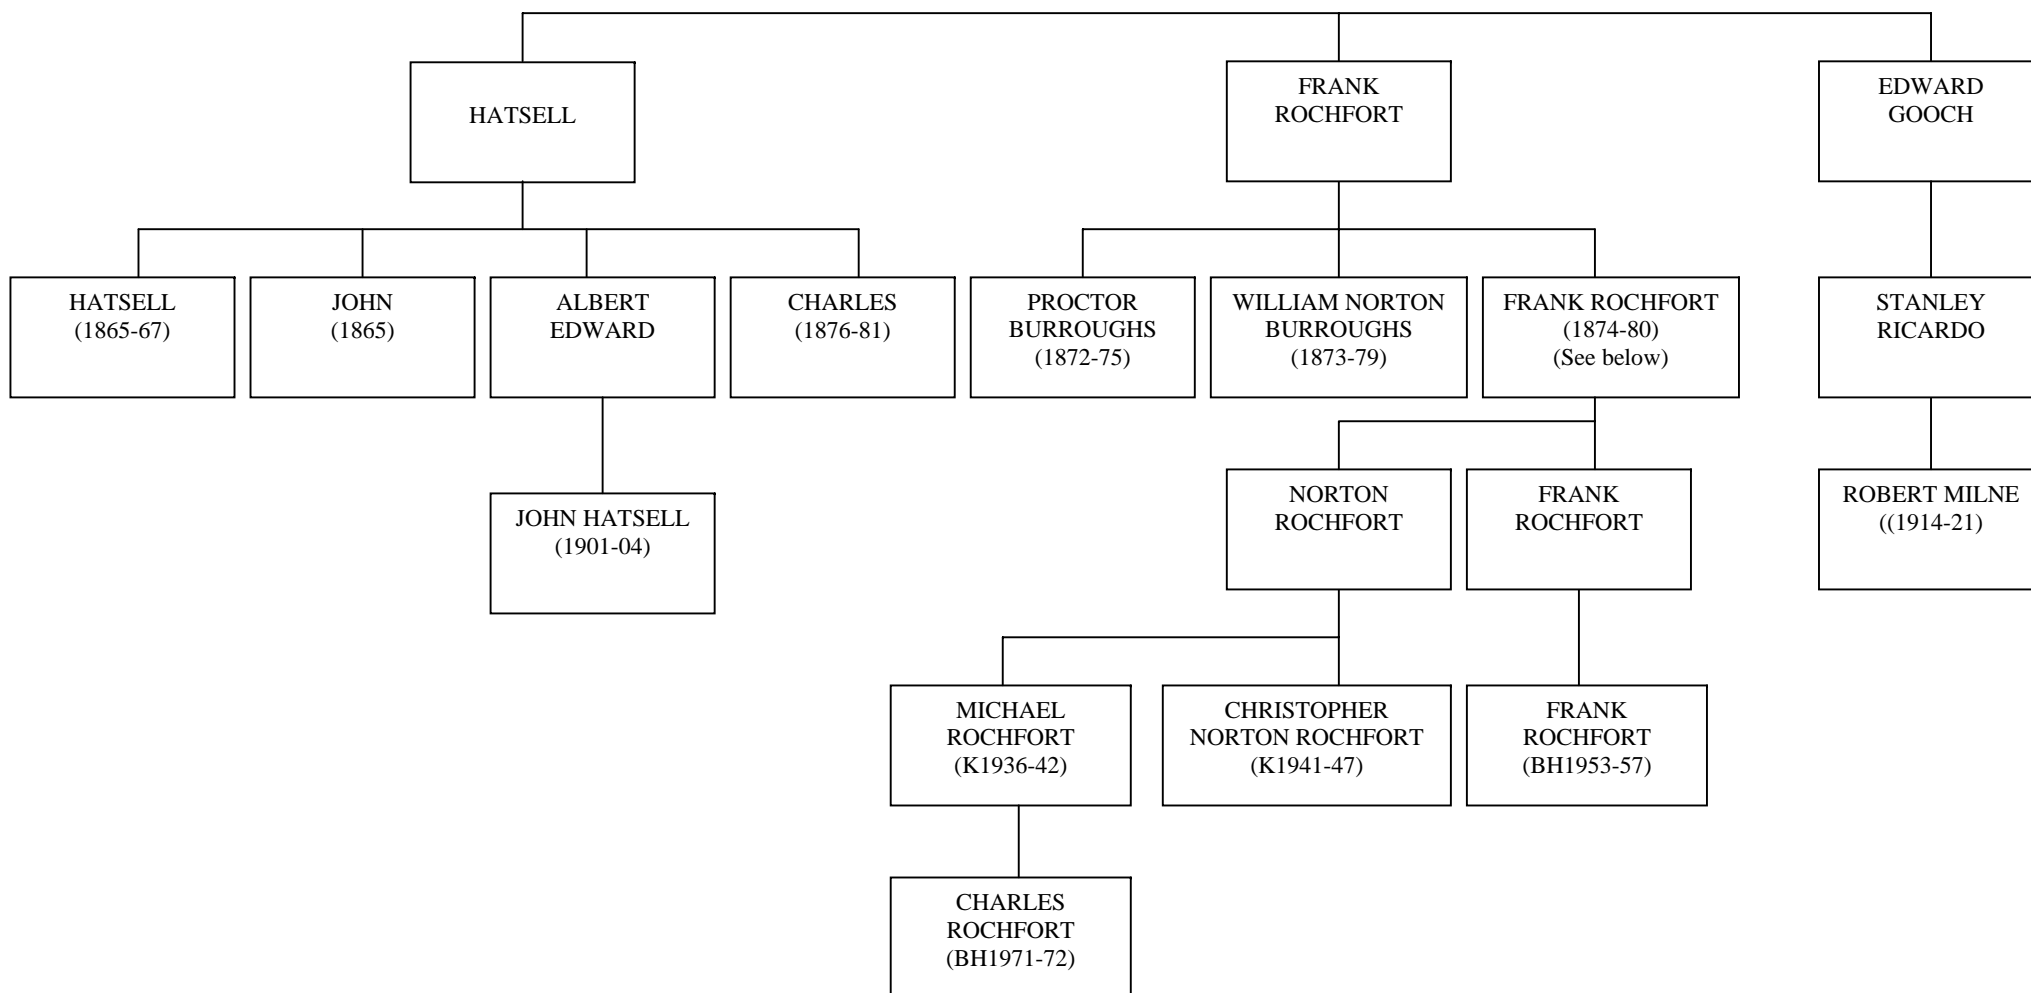 HATSELL
FRANK
ROCHFORT
EDWARD
GOOCH
HATSELL
(1865-67)
JOHN
(1865)
ALBERT
EDWARD
CHARLES
(1876-81)
PROCTOR
BURROUGHS
(1872-75)
WILLIAM NORTON
BURROUGHS
(1873-79)
FRANK ROCHFORT
(1874-80)
(See below)
STANLEY
RICARDO
JOHN HATSELL
(1901-04)
NORTON
ROCHFORT
FRANK
ROCHFORT
ROBERT MILNE
((1914-21)
MICHAEL
ROCHFORT
(K1936-42)
CHRISTOPHER
NORTON ROCHFORT
(K1941-47)
FRANK
ROCHFORT
(BH1953-57)
CHARLES
ROCHFORT
(BH1971-72)